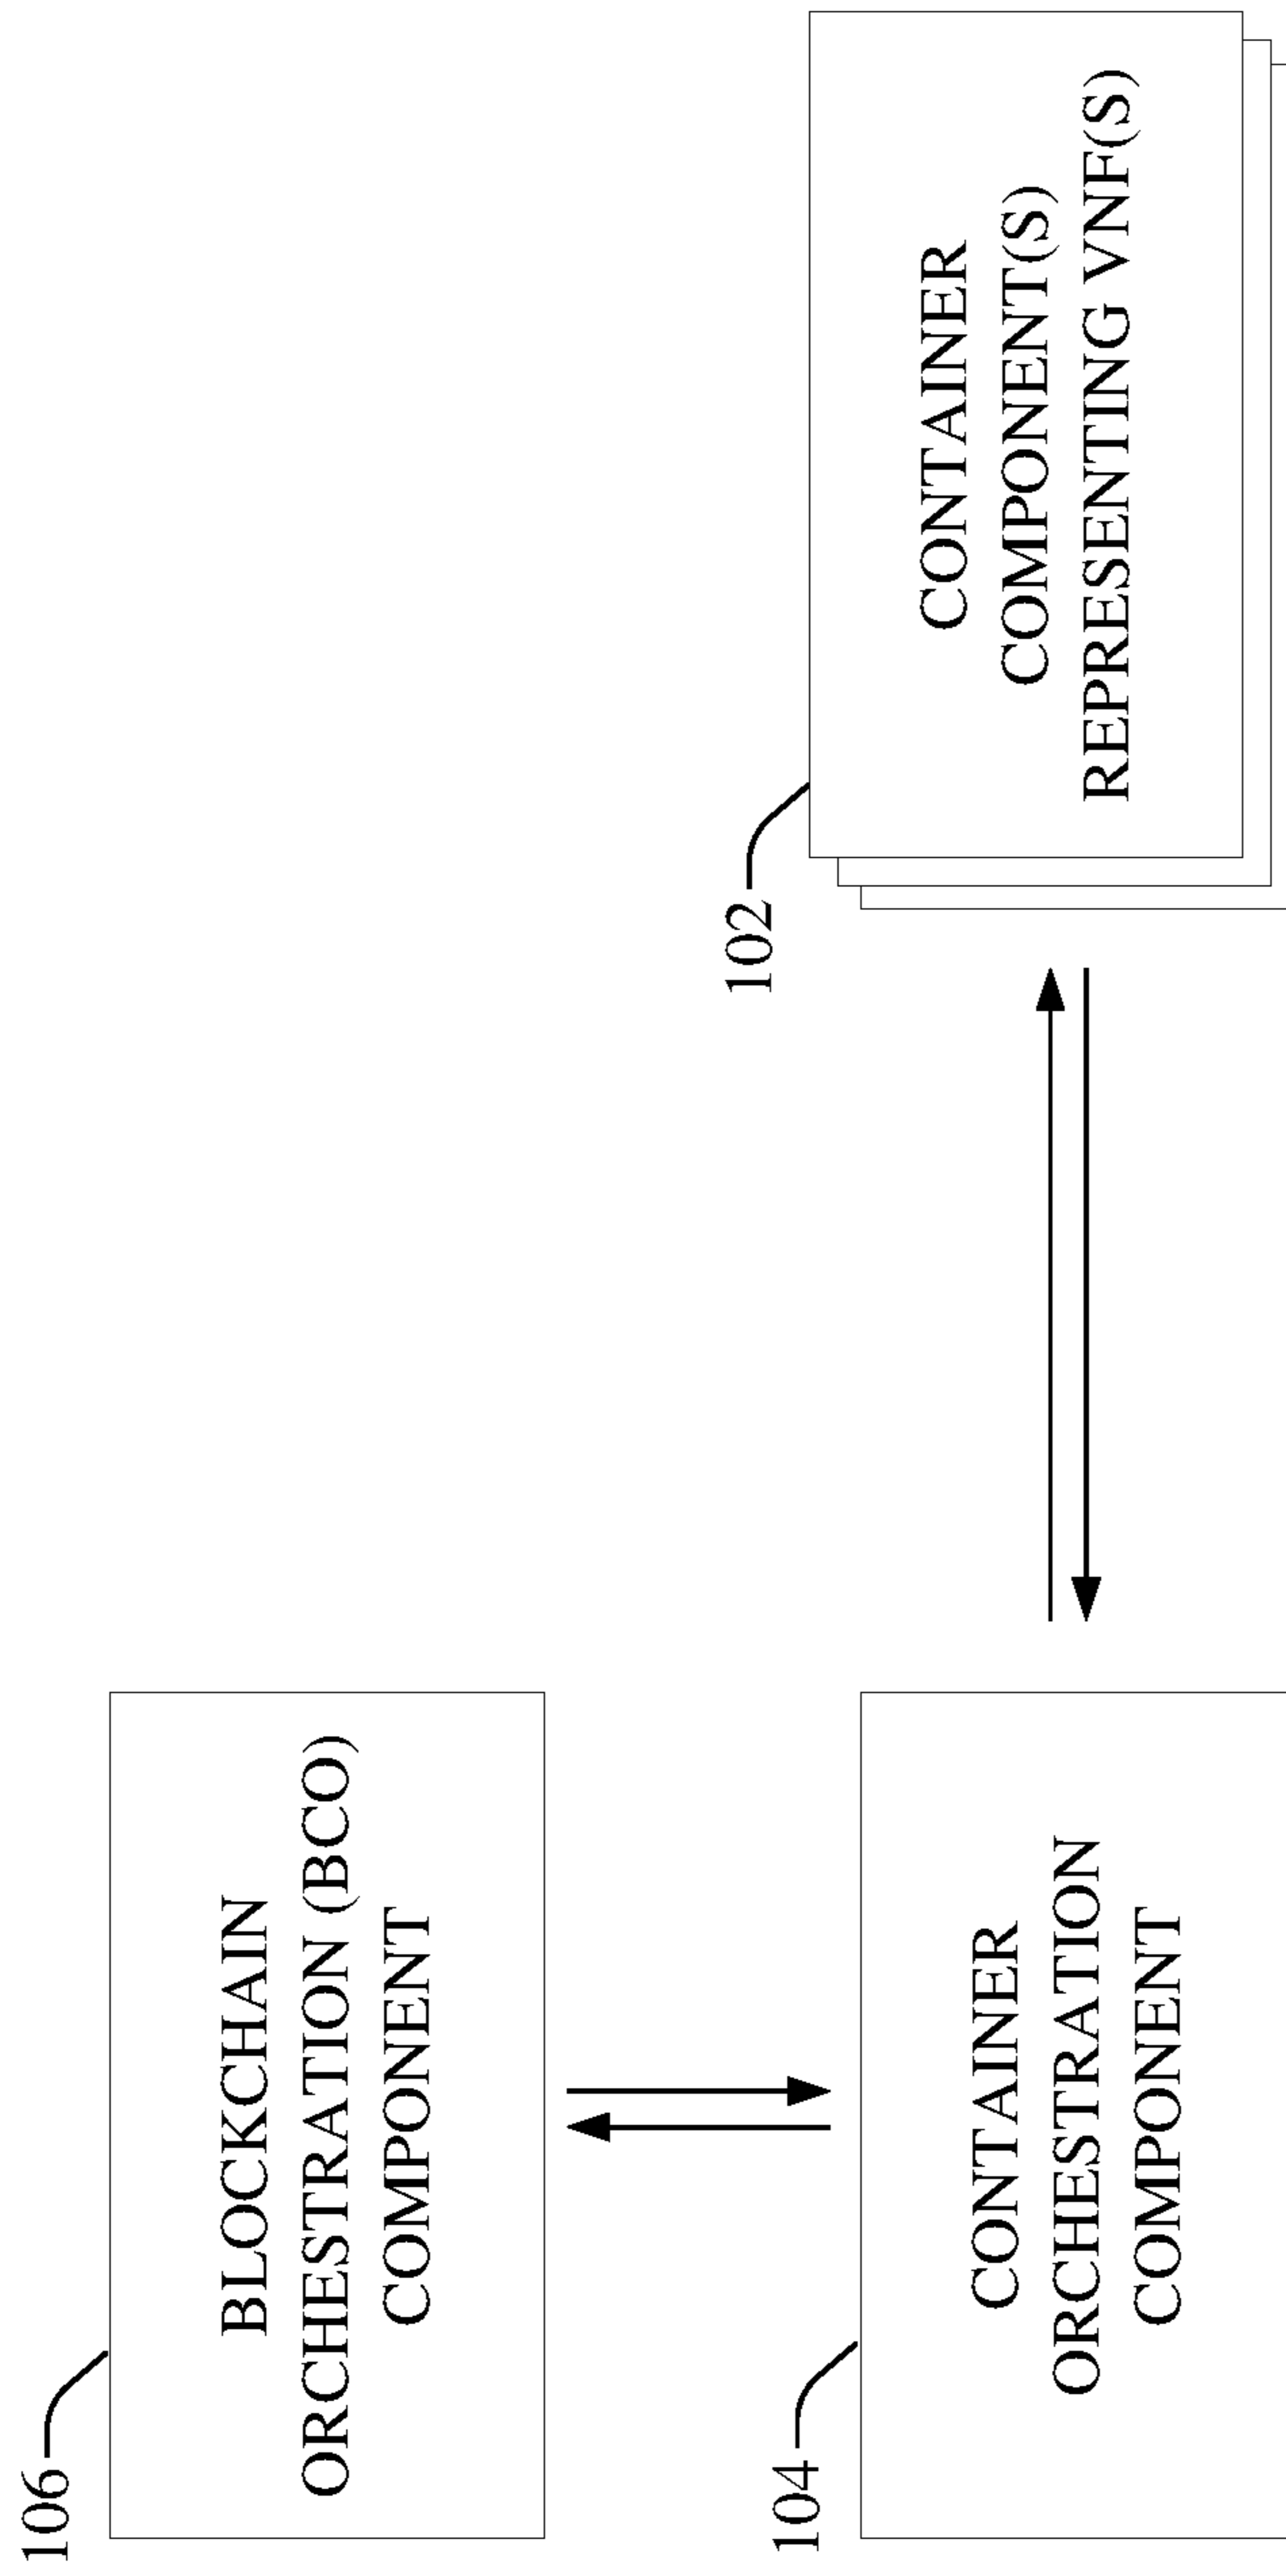 106
BLOCKCHAIN
ORCHESTRATION (BCO)
COMPONENT
102
CONTAINER
COMPONENT(S)
REPRESENTING VNF(S)
104
CONTAINER
ORCHESTRATION
COMPONENT